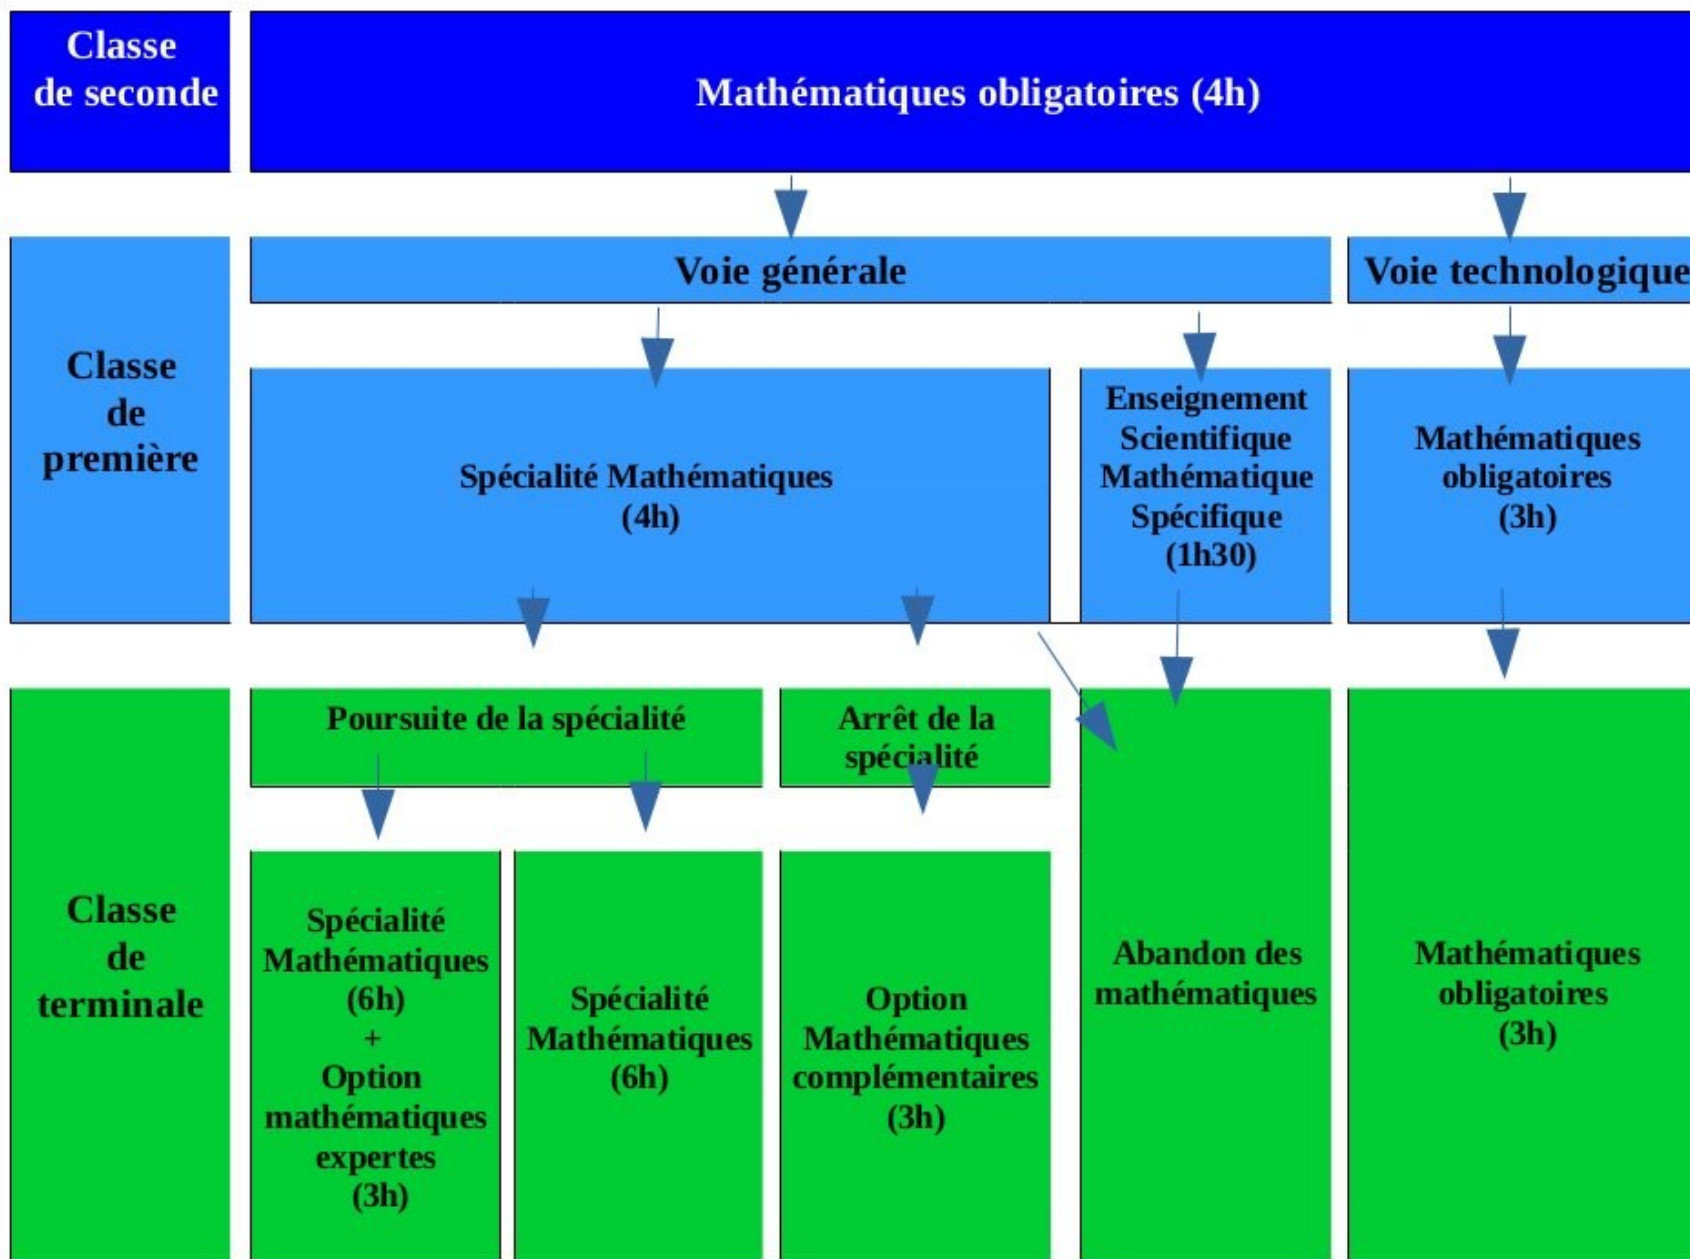 Classe
de seconde
Mathématiques obligatoires (4h)
Classe
de
première
Voie générale
Voie technologique
Spécialité Mathématiques
(4h)
Enseignement
Scientifique
Mathématique
Spécifique
(1h30)
Mathématiques
obligatoires
(3h)
Classe
de
terminale
Poursuite de la spécialité
Arrêt de la
spécialité
Spécialité
Mathématiques
(6h)
+
Option
mathématiques
expertes
(3h)
Spécialité
Mathématiques
(6h)
Option
Mathématiques
complémentaires
(3h)
Abandon des
mathématiques
Mathématiques
obligatoires
(3h)